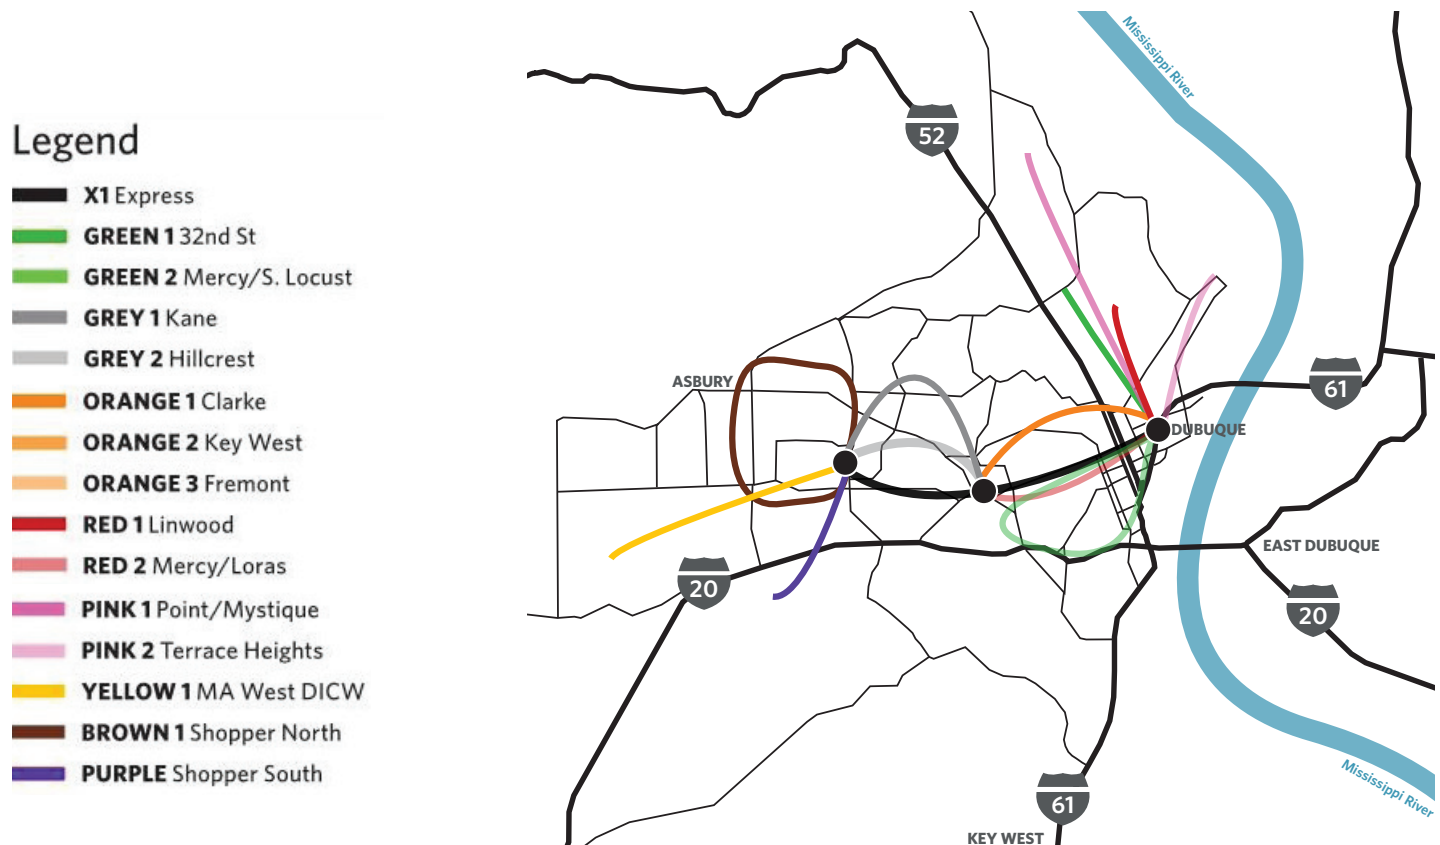 Legend
X1 Express
GREEN 1 32nd St
GREEN 2 Mercy/S. Locust
GREY 1 Kane
GREY 2 Hillcrest
ORANGE 1 Clarke
ORANGE 2 Key West
ORANGE 3 Fremont
RED 1 Linwood
RED 2 Mercy/Loras
PINK 1 Point/Mystique
PINK 2 Terrace Heights
YELLOW 1 MA West DICW
BROWN 1 Shopper North
PURPLE Shopper South
Mississippi River
52
ASBURY
61
DUBUQUE
EAST DUBUQUE
20
20
Mississippi River
61
KEY WEST